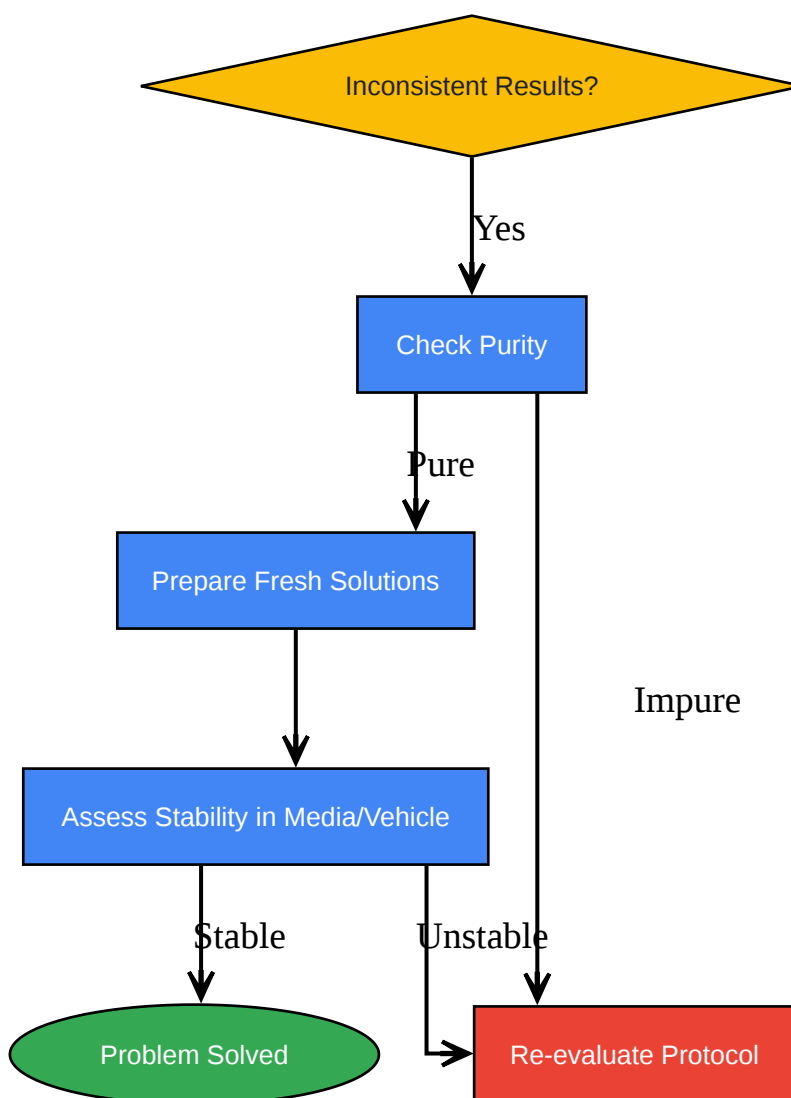 Inconsistent Results?
Yes
Check Purity
Pure
Prepare Fresh Solutions
Impure
Assess Stability in Media/Vehicle
Stable
Unstable
Problem Solved
Re-evaluate Protocol